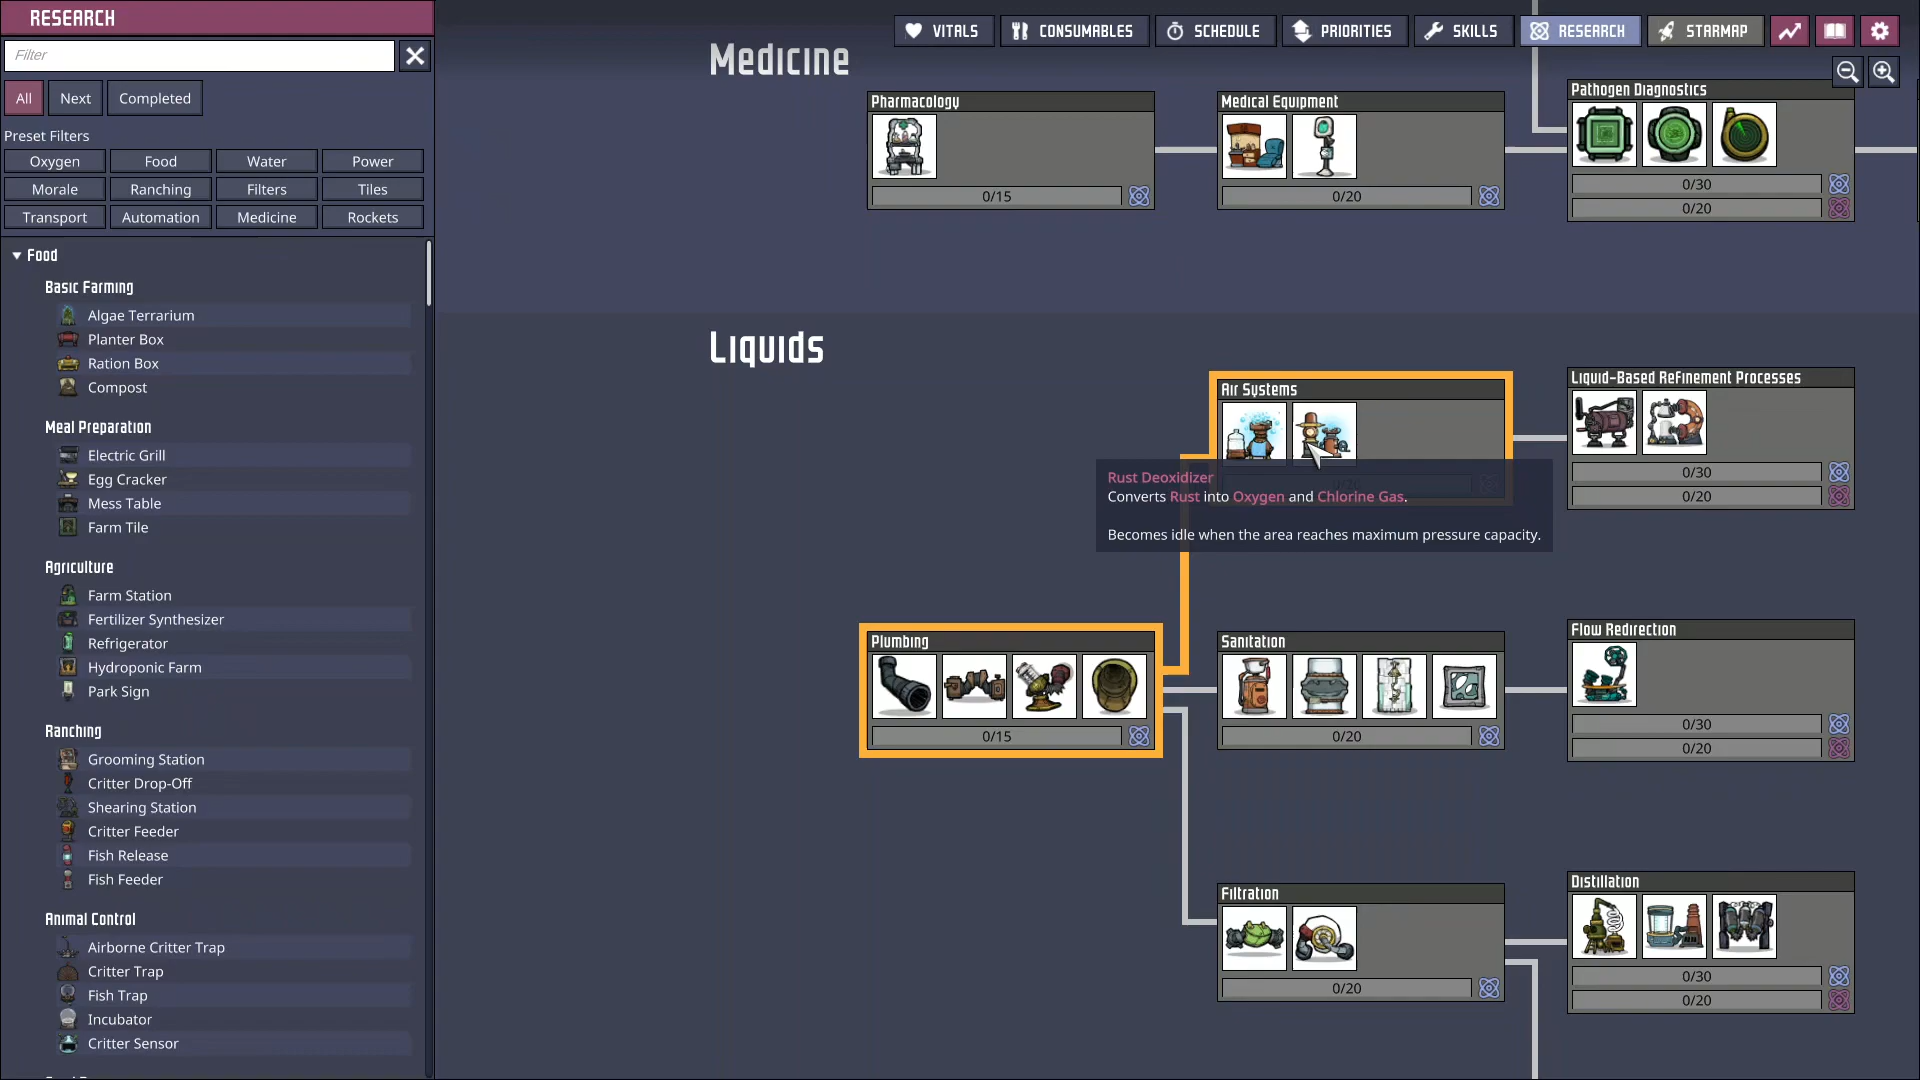 RESEARCH
VITALS
CONSUMABLES
SCHEDULE
PRIORITIES
SKILLS
RESEARCH
STARMAP
Filter
All
Next
Completed
Preset Filters
Oxygen
Food
Water
Power
Morale
Ranching
Filters
Tiles
Transport
Automation
Medicine
Rockets
Food
Basic Farming
Algae Terrarium
Planter Box
Ration Box
Compost
Meal Preparation
Electric Grill
Egg Cracker
Mess Table
Farm Tile
Agriculture
Farm Station
Fertilizer Synthesizer
Refrigerator
Hydroponic Farm
Park Sign
Ranching
Grooming Station
Critter Drop-Off
Shearing Station
Critter Feeder
Fish Release
Fish Feeder
Animal Control
Airborne Critter Trap
Critter Trap
Fish Trap
Incubator
Critter Sensor
Medicine
Pharmacology
0/15
Medical Equipment
0/20
Pathogen Diagnostics
0/30
0/20
Liquids
Air Systems
Rust Deoxidizer
Converts Rust into Oxygen and Chlorine Gas.
Becomes idle when the area reaches maximum pressure capacity.
Liquid-Based Refinement Processes
0/30
0/20
Plumbing
0/15
Sanitation
0/20
Flow Redirection
0/30
0/20
Filtration
0/20
Distillation
0/30
0/20